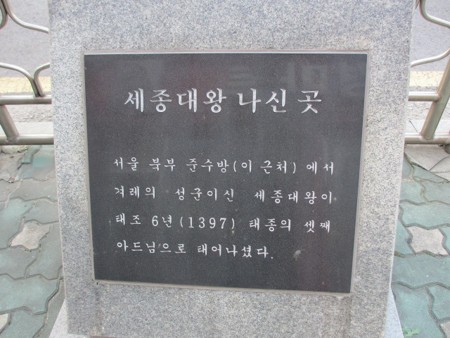 세종대왕 나신 곳
서울 북부 준수방(이 근처)에서
겨레의 성군이신 세종대왕이
태조 6년(1397) 태종의 셋째
아드님으로 태어나셨다.